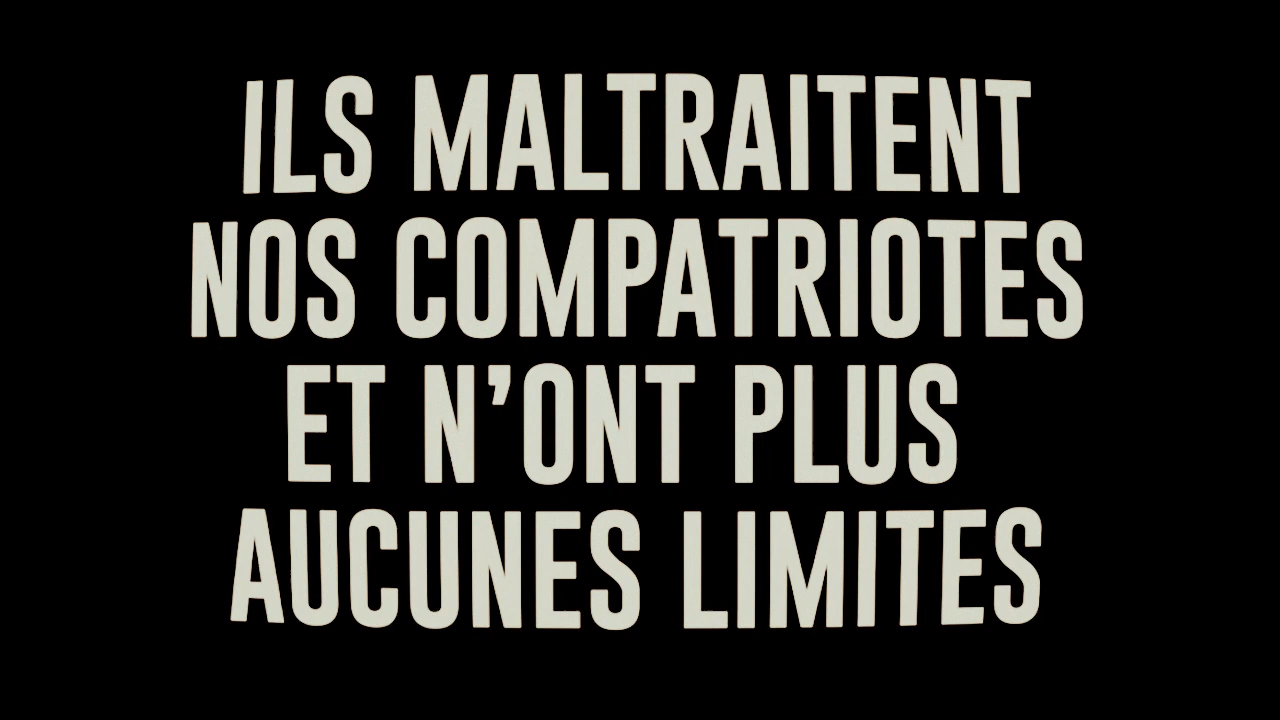 ILS MALTRAITENT
NOS COMPATRIOTES
ET N’ONT PLUS
AUCUNES LIMITES